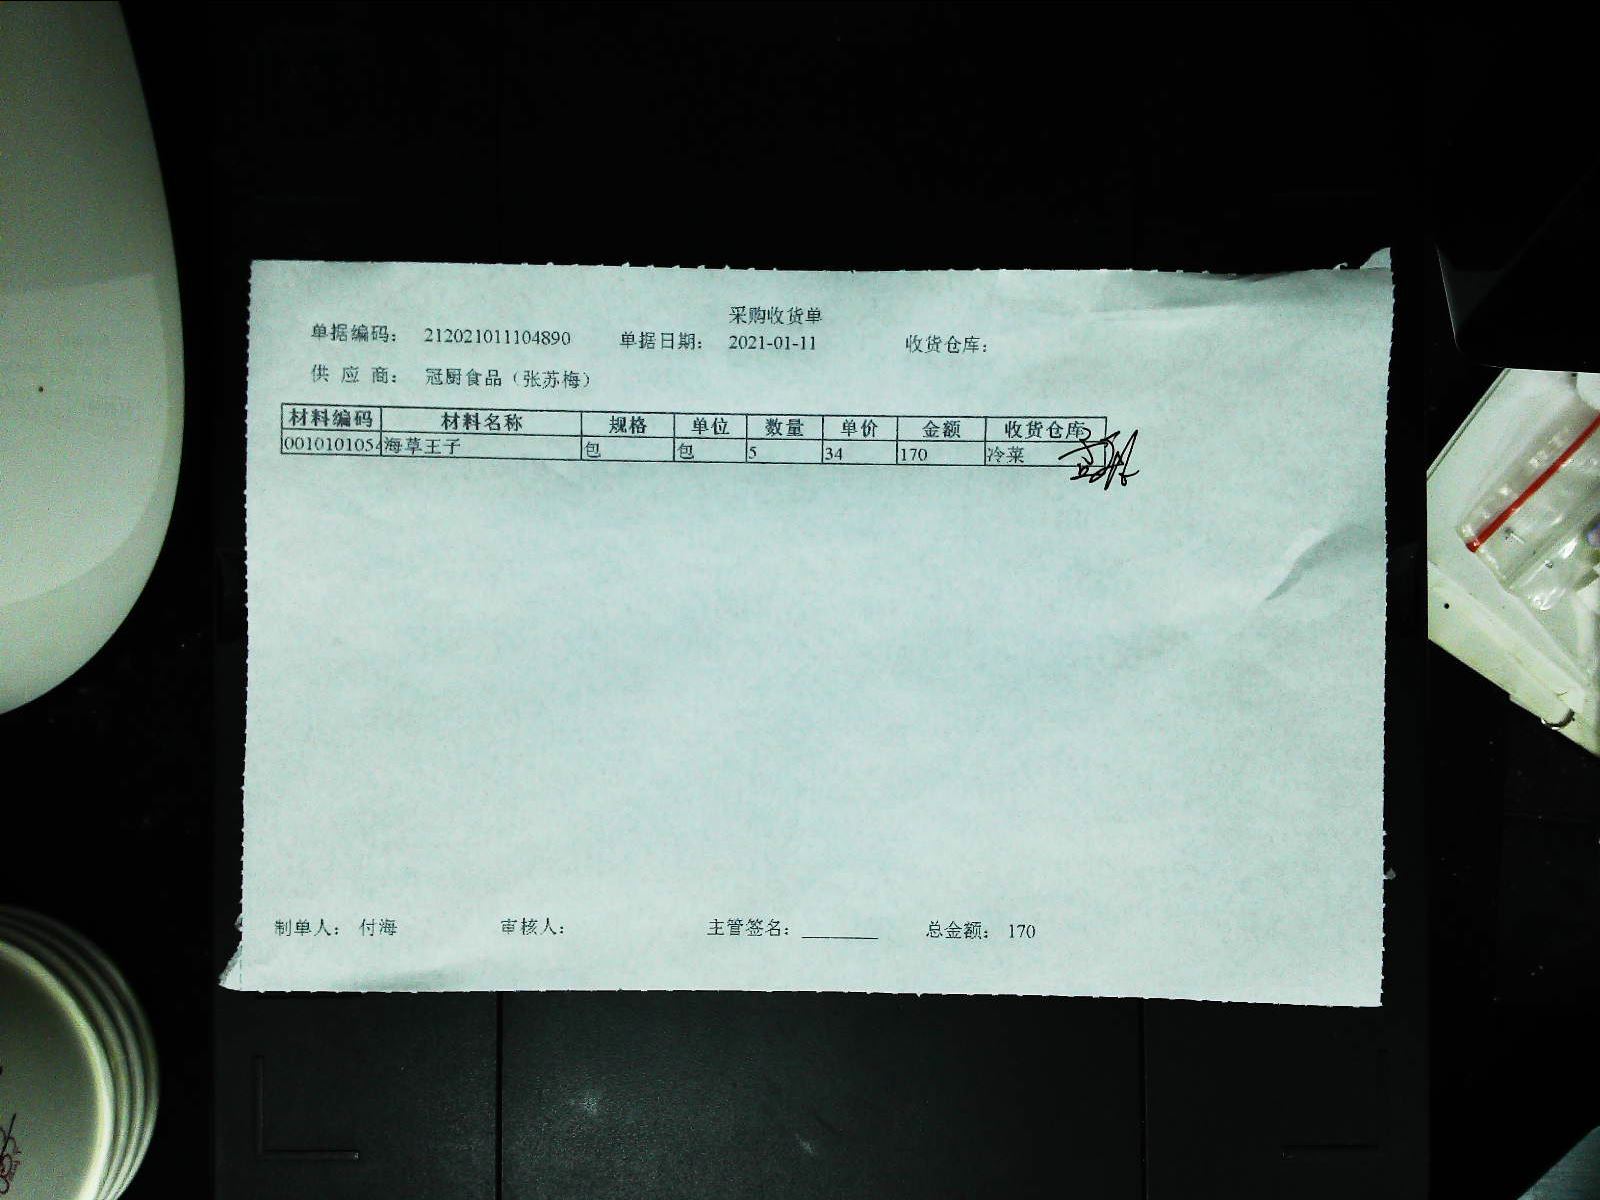 采购收货单
单据编码： 212021011104890 单据日期： 2021-01-11 收货仓库：
供 应 商： 冠厨食品（张苏梅）
材料编码 材料名称 规格 单位 数量 单价 金额 收货仓库
0010101054 海草王子 包 包 5 34 170 冷菜
制单人： 付海 审核人： 主管签名： ________ 总金额： 170